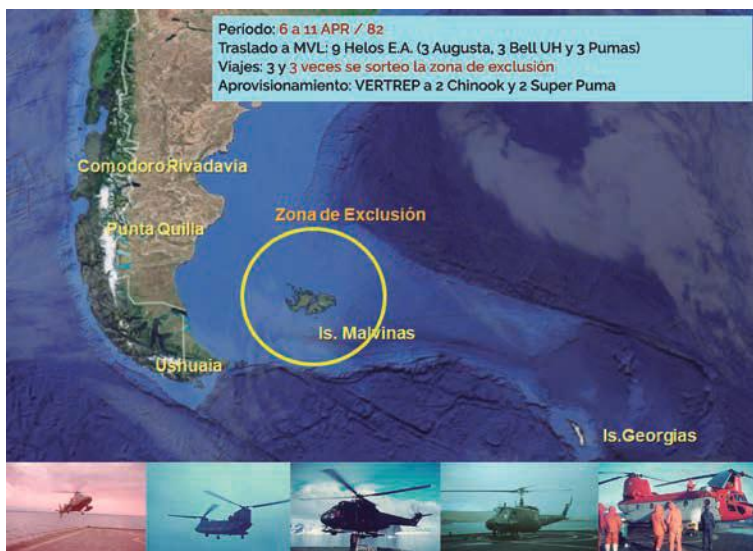 Período: 6 a 11 APR / 82
Traslado a MVL: 9 Helos E.A. (3 Augusta, 3 Bell UH y 3 Pumas)
Viajes: 3 y 3 veces se sorteo la zona de exclusión
Aprovisionamiento: VERTREP a 2 Chinook y 2 Super Puma
Comodoro Rivadavia
Zona de Exclusión
Punta Quilla
Is. Malvinas
Ushuaia
Is.Georgias